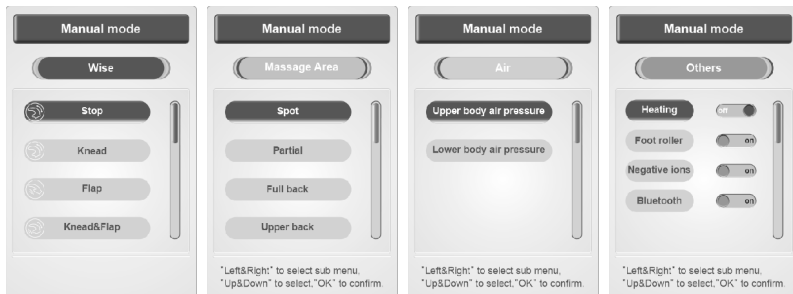 Manual mode
Wise
Stop
Knead
Flap
Knead&Flap
Manual mode
Massage Area
Spot
Partial
Full back
Upper back
"Left&Right" to select sub menu,
"Up&Down" to select,"OK" to confirm.
Manual mode
Air
Upper body air pressure
Lower body air pressure
"Left&Right" to select sub menu,
"Up&Down" to select,"OK" to confirm.
Manual mode
Others
Heating off
Foot roller on
Negative ions on
Bluetooth on
"Left&Right" to select sub menu,
"Up&Down" to select,"OK" to confirm.